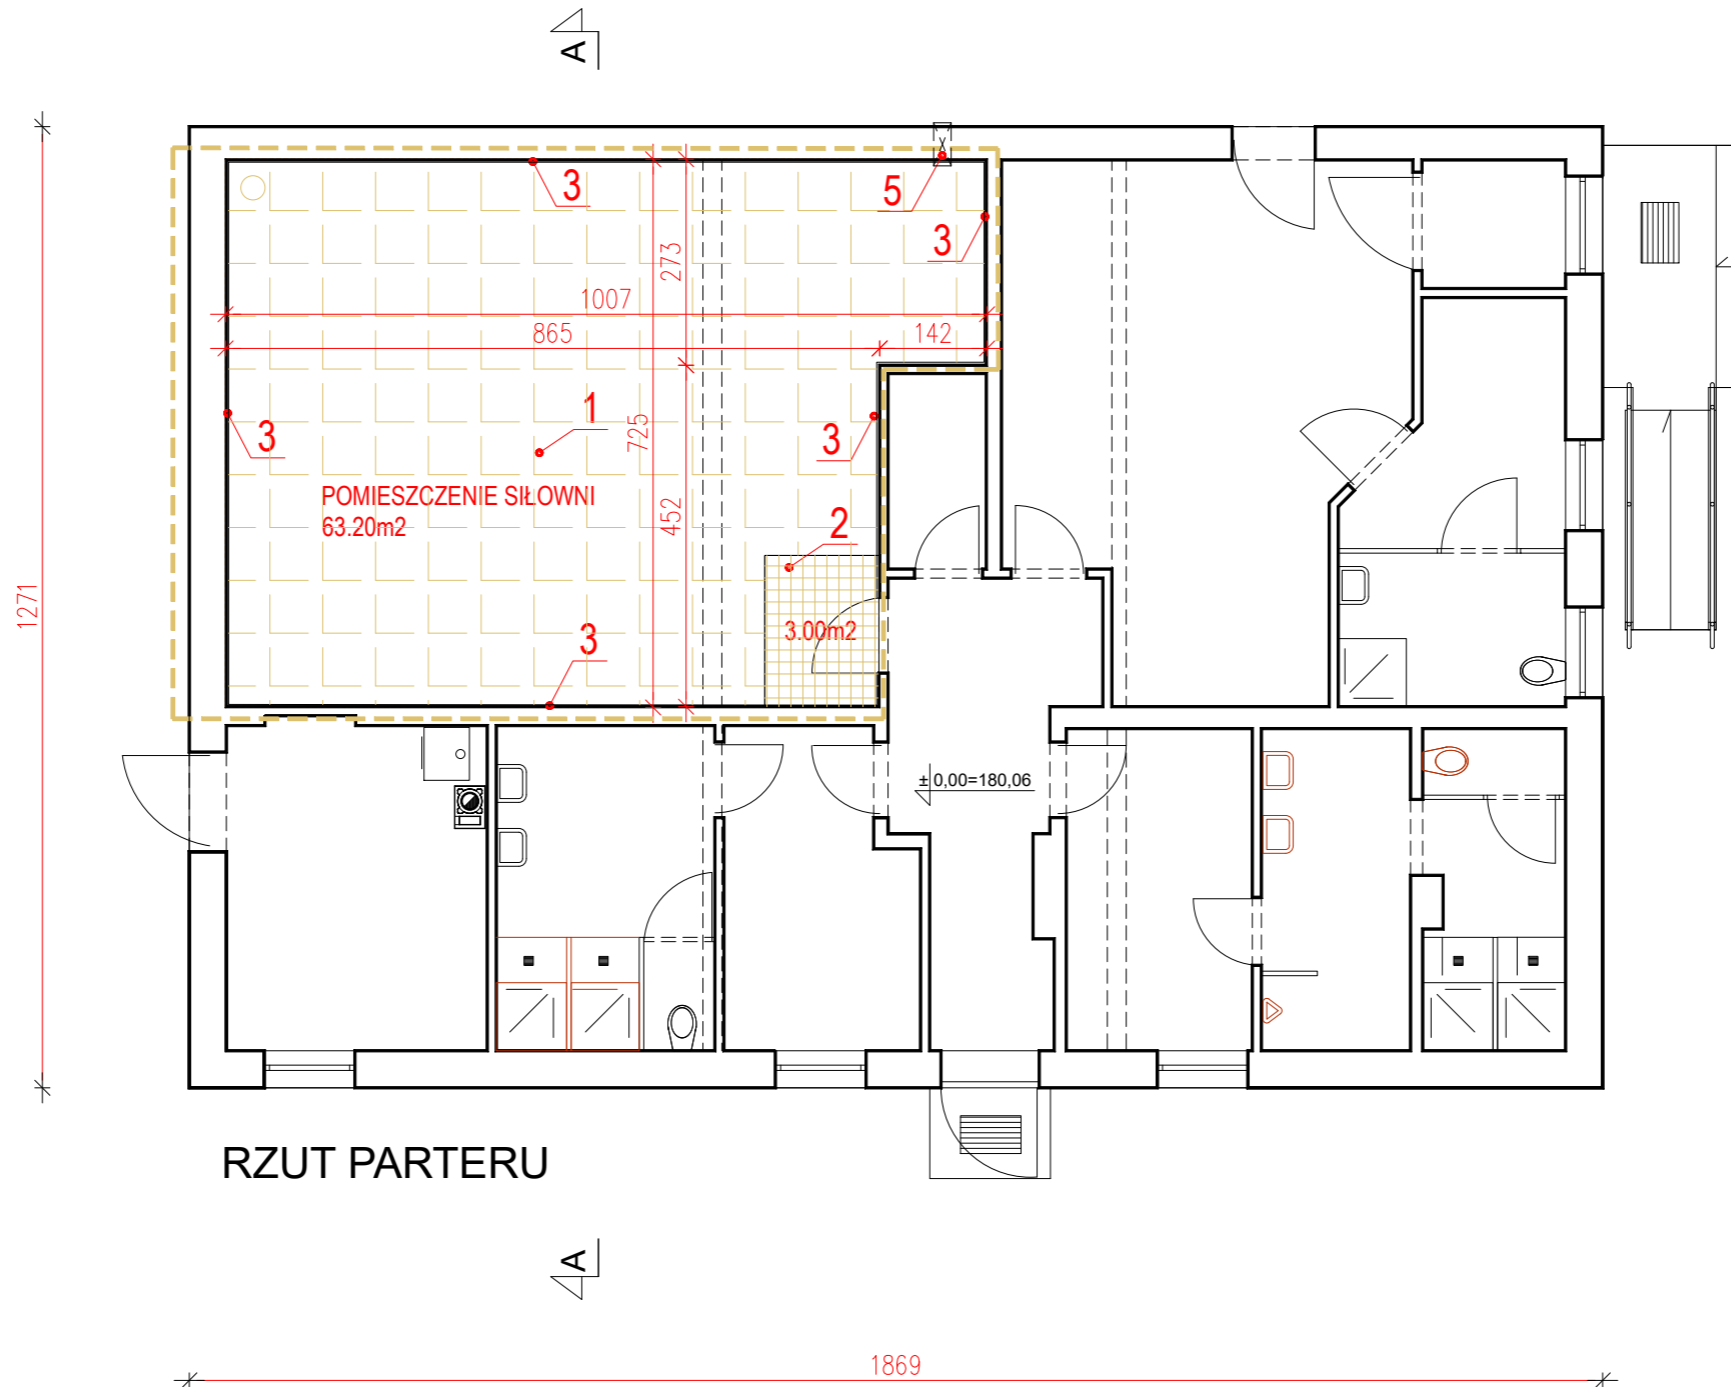 A
3
5
3
273
1007
865
142
1
3
725
3
POMIESZCZENIE SIŁOWNI
63.20m2
452
2
1271
3.00m2
3
±0,00=180,06
RZUT PARTERU
A
1869